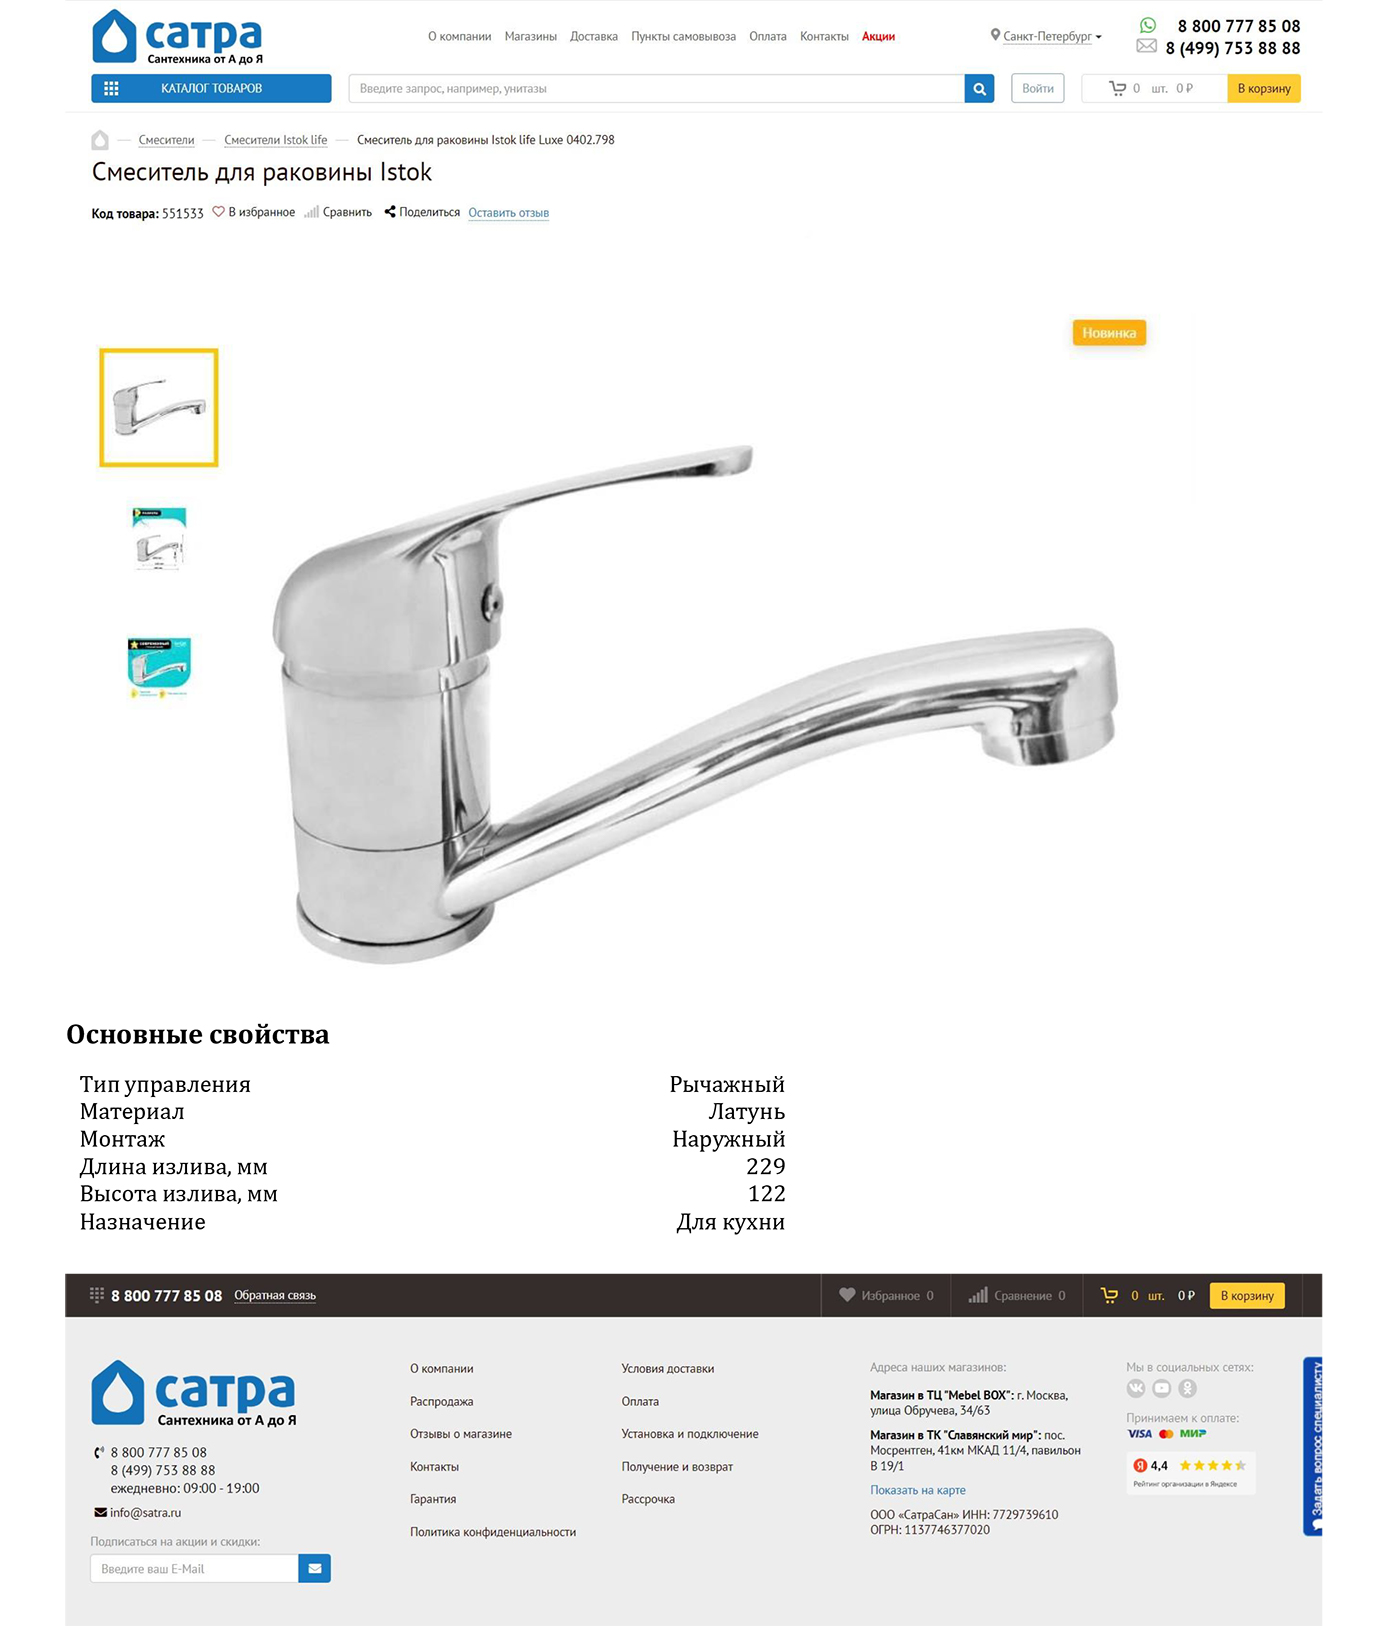 сатра
Сантехника от А до Я
О компании Магазины Доставка Пункты самовывоза Оплата Контакты Акции
Санкт-Петербург
8 800 777 85 08
8 (499) 753 88 88
КАТАЛОГ ТОВАРОВ
Введите запрос, например, унитазы
Войти
0 шт. 0 ₽
В корзину
Смесители — Смесители Istok life — Смеситель для раковины Istok life Luxe 0402.798
Смеситель для раковины Istok
Код товара: 551533 В избранное Сравнить Поделиться Оставить отзыв
Новинка
Основные свойства
Тип управления Рычажный
Материал Латунь
Монтаж Наружный
Длина излива, мм 229
Высота излива, мм 122
Назначение Для кухни
8 800 777 85 08 Обратная связь
Избранное 0 Сравнение 0 0 шт. 0 ₽ В корзину
сатра
Сантехника от А до Я
8 800 777 85 08
8 (499) 753 88 88
ежедневно: 09:00 - 19:00
info@satra.ru
Подписаться на акции и скидки:
Введите ваш E-Mail
О компании
Распродажа
Отзывы о магазине
Контакты
Гарантия
Политика конфиденциальности
Условия доставки
Оплата
Установка и подключение
Получение и возврат
Рассрочка
Адреса наших магазинов:
Магазин в ТЦ "Mebel BOX": г. Москва,
улица Обручева, 34/63
Магазин в ТК "Славянский мир": пос.
Мосрентген, 41км МКАД 11/4, павильон
В 19/1
Показать на карте
ООО «СатраСан» ИНН: 7729739610
ОГРН: 1137746377020
Мы в социальных сетях:
Принимаем к оплате:
VISA МИР
Я 4,4
Рейтинг организации в Яндексе
Задать вопрос специалисту